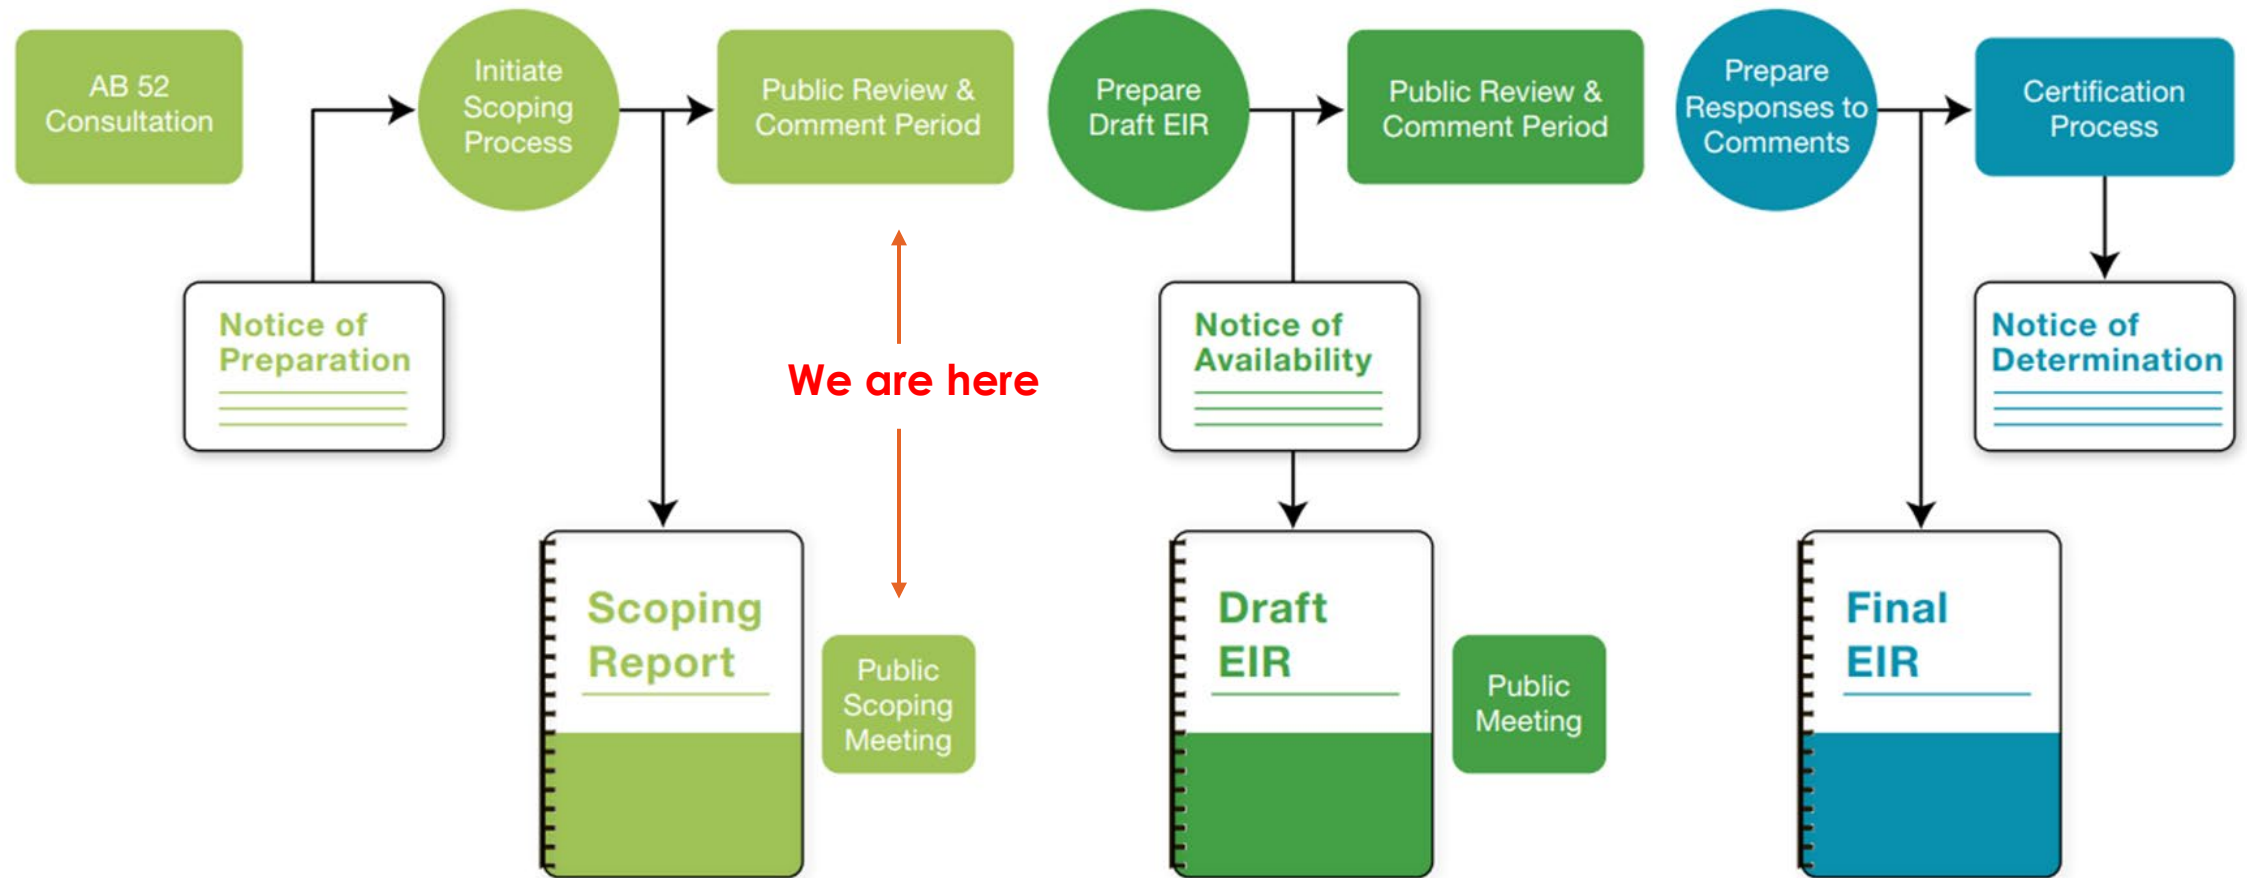 AB 52
Consultation
Initiate
Scoping
Process
Public Review &
Comment Period
Prepare
Draft EIR
Public Review &
Comment Period
Prepare
Responses to
Comments
Certification
Process
Notice of
Preparation
We are here
Notice of
Availability
Notice of
Determination
Scoping
Report
Public
Scoping
Meeting
Draft
EIR
Public
Meeting
Final
EIR